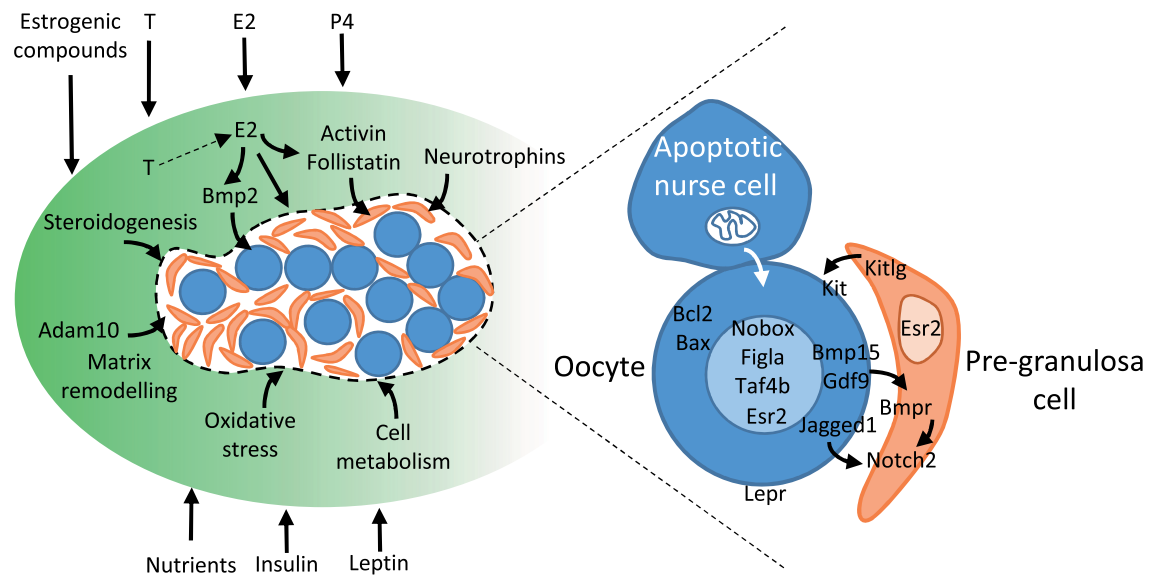 Estrogenic
compounds
T
E2
P4
E2
T
Activin
Follistatin
Neurotrophins
Bmp2
Steroidogenesis
Adam10
Matrix
remodelling
Oxidative
stress
Cell
metabolism
Nutrients
Insulin
Leptin
Apoptotic
nurse cell
Kitlg
Kit
Bcl2
Bax
Nobox
Figla
Taf4b
Esr2
Bmp15
Gdf9
Jagged1
Lepr
Oocyte
Esr2
Bmpr
Notch2
Pre-granulosa
cell